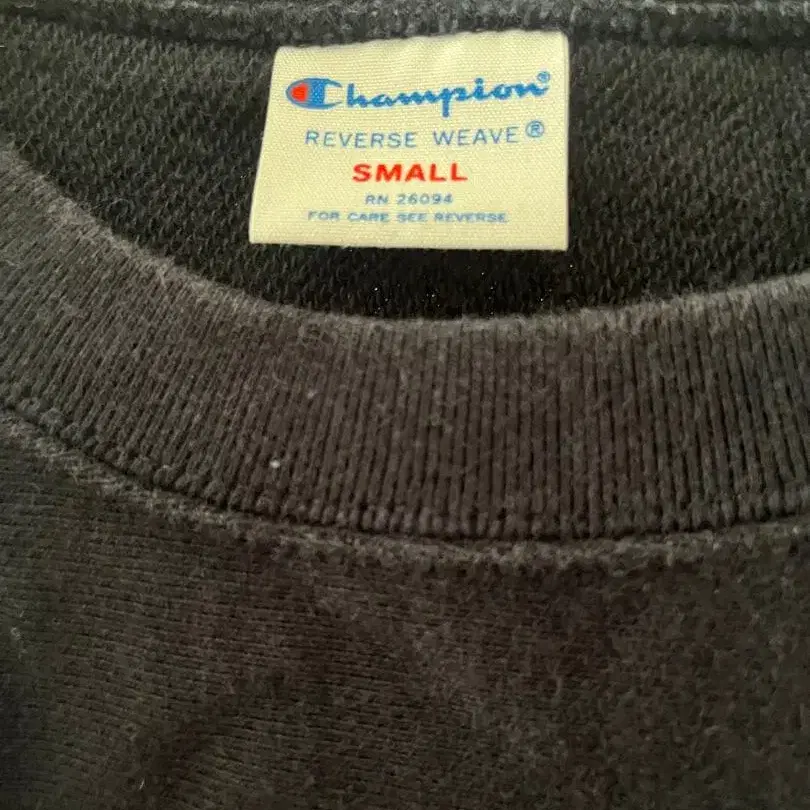 Champion®
REVERSE WEAVE®
SMALL
RN 26094
FOR CARE SEE REVERSE